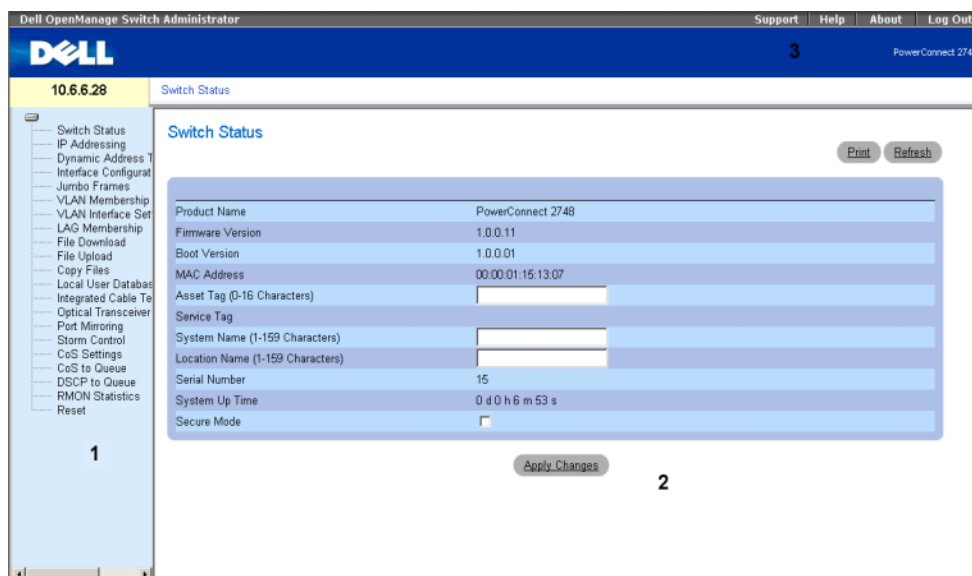 Dell OpenManage Switch Administrator
Support | Help | About | Log Out
DELL
3
PowerConnect 274
10.6.6.28
Switch Status
Switch Status
IP Addressing
Dynamic Address T
Interface Configurat
Jumbo Frames
VLAN Membership
VLAN Interface Set
LAG Membership
File Download
File Upload
Copy Files
Local User Databas
Integrated Cable Te
Optical Transceiver
Port Mirroring
Storm Control
CoS Settings
CoS to Queue
DSCP to Queue
RMON Statistics
Reset
1
Switch Status
Print Refresh
Product Name PowerConnect 2748
Firmware Version 1.0.0.11
Boot Version 1.0.0.01
MAC Address 00:00:01:15:13:07
Asset Tag (0-16 Characters)
Service Tag
System Name (1-159 Characters)
Location Name (1-159 Characters)
Serial Number 15
System Up Time 0 d 0 h 6 m 53 s
Secure Mode
Apply Changes
2